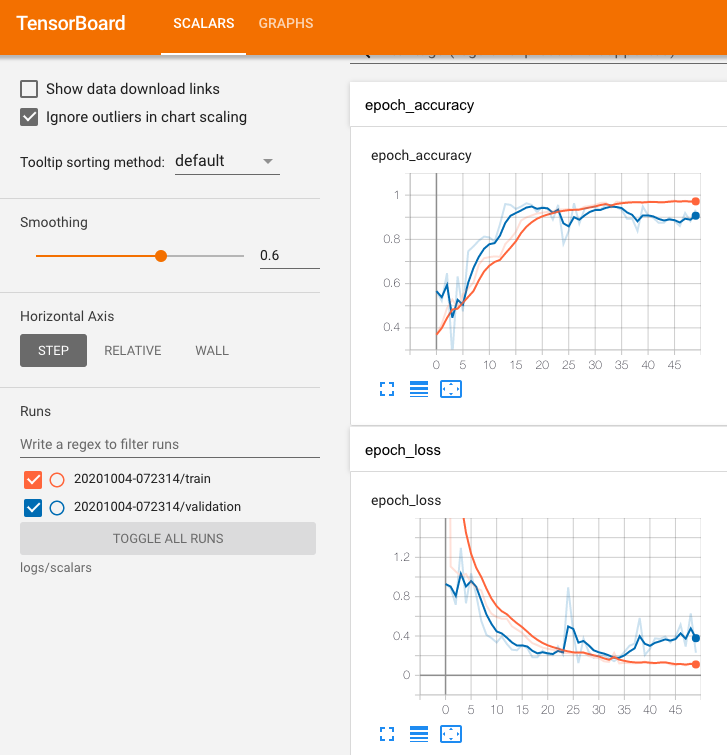 TensorBoard SCALARS GRAPHS
Show data download links
Ignore outliers in chart scaling
Tooltip sorting method: default
Smoothing
0.6
Horizontal Axis
STEP RELATIVE WALL
Runs
Write a regex to filter runs
20201004-072314/train
20201004-072314/validation
TOGGLE ALL RUNS
logs/scalars
epoch_accuracy
epoch_accuracy
1
0.8
0.6
0.4
0 5 10 15 20 25 30 35 40 45
epoch_loss
epoch_loss
1.2
0.8
0.4
0
0 5 10 15 20 25 30 35 40 45